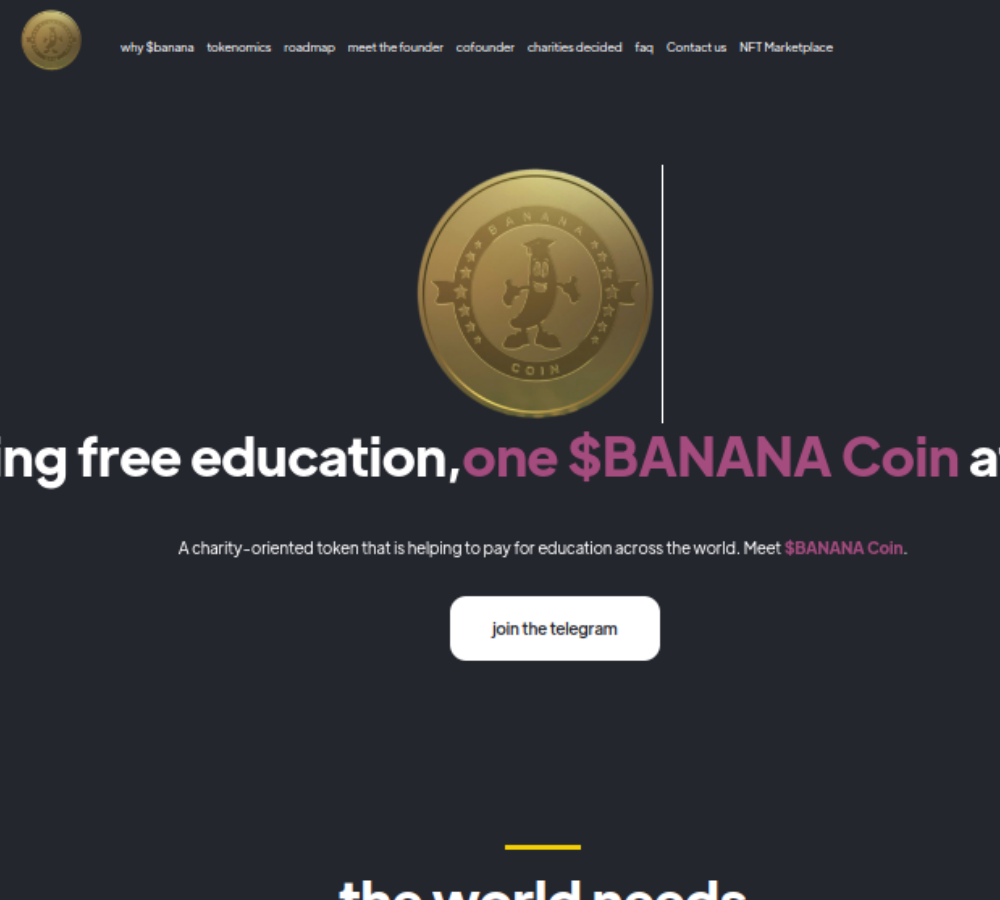 why $banana tokenomics roadmap meet the founder cofounder charities decided faq Contact us NFT Marketplace
BANANA
COIN
ing free education,one $BANANA Coin a
A charity-oriented token that is helping to pay for education across the world. Meet $BANANA Coin.
join the telegram
the world needs